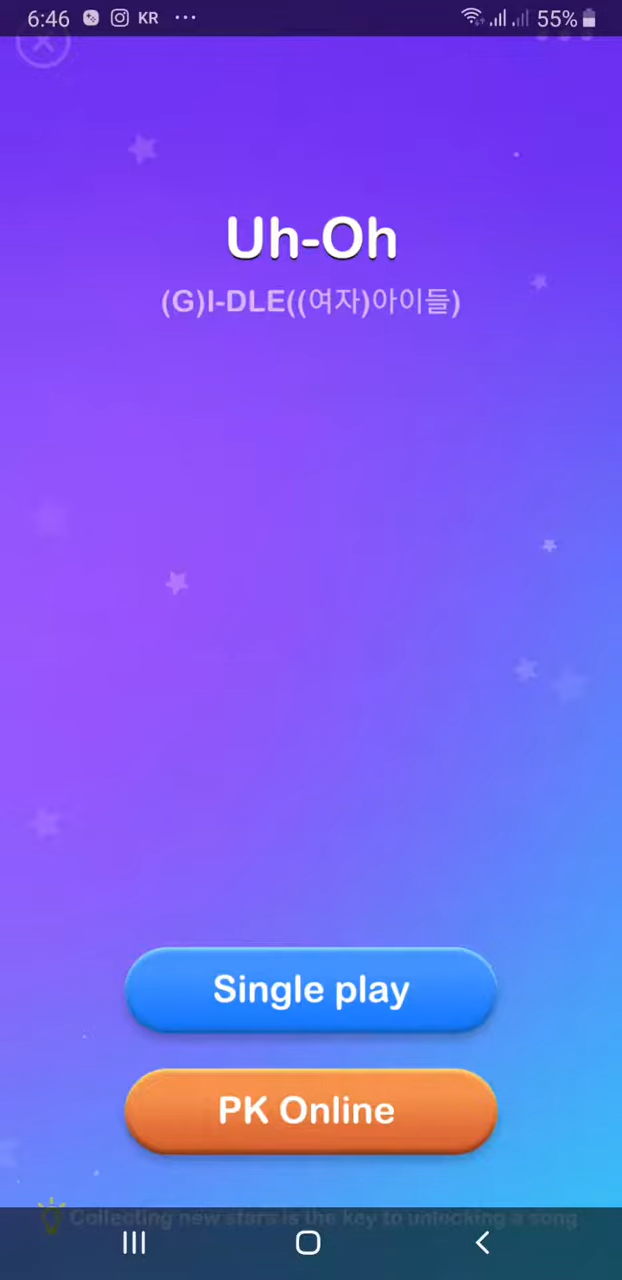 6:46 KR ... 55%
Uh-Oh
(G)I-DLE((여자)아이들)
Single play
PK Online
Collecting new stars is the key to unlocking a song